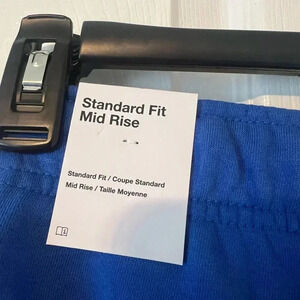 Standard Fit
Mid Rise
Standard Fit / Coupe Standard
Mid Rise / Taille Moyenne